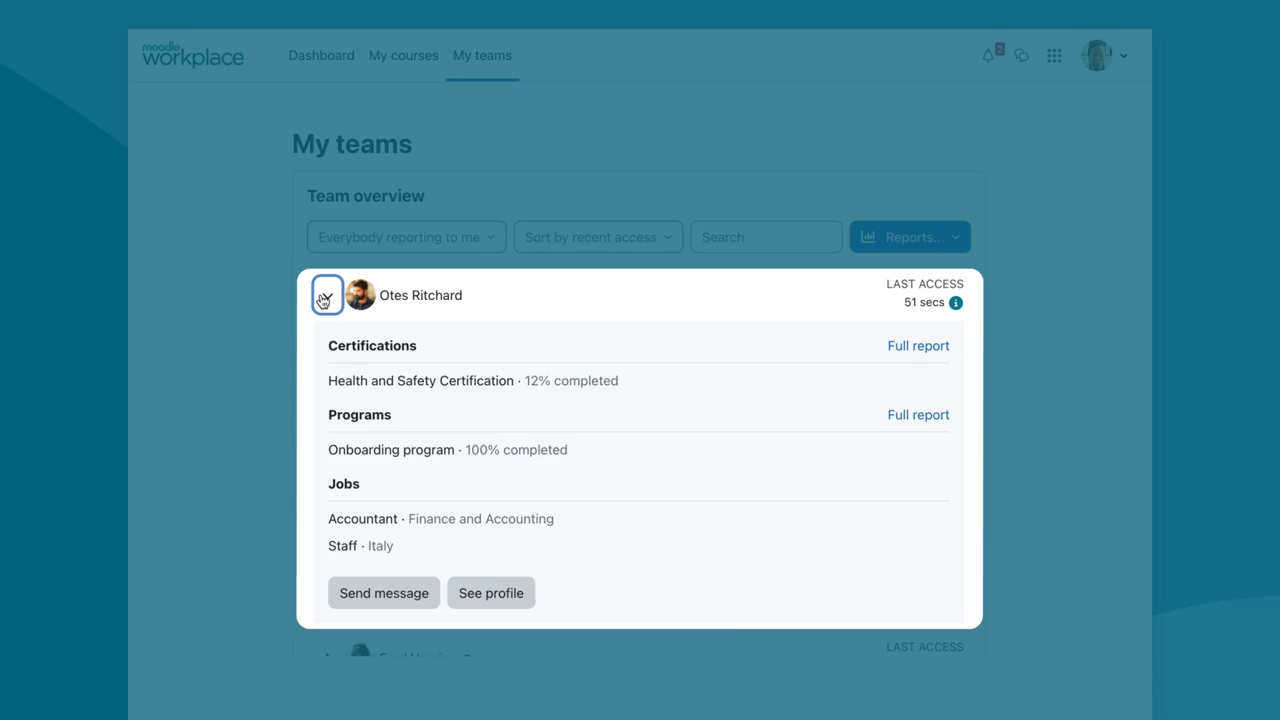 moodle
workplace
Dashboard My courses My teams
2
My teams
Team overview
Everybody reporting to me Sort by recent access Search Reports...
Otes Ritchard
LAST ACCESS
51 secs
Certifications Full report
Health and Safety Certification · 12% completed
Programs Full report
Onboarding program · 100% completed
Jobs
Accountant · Finance and Accounting
Staff · Italy
Send message See profile
LAST ACCESS